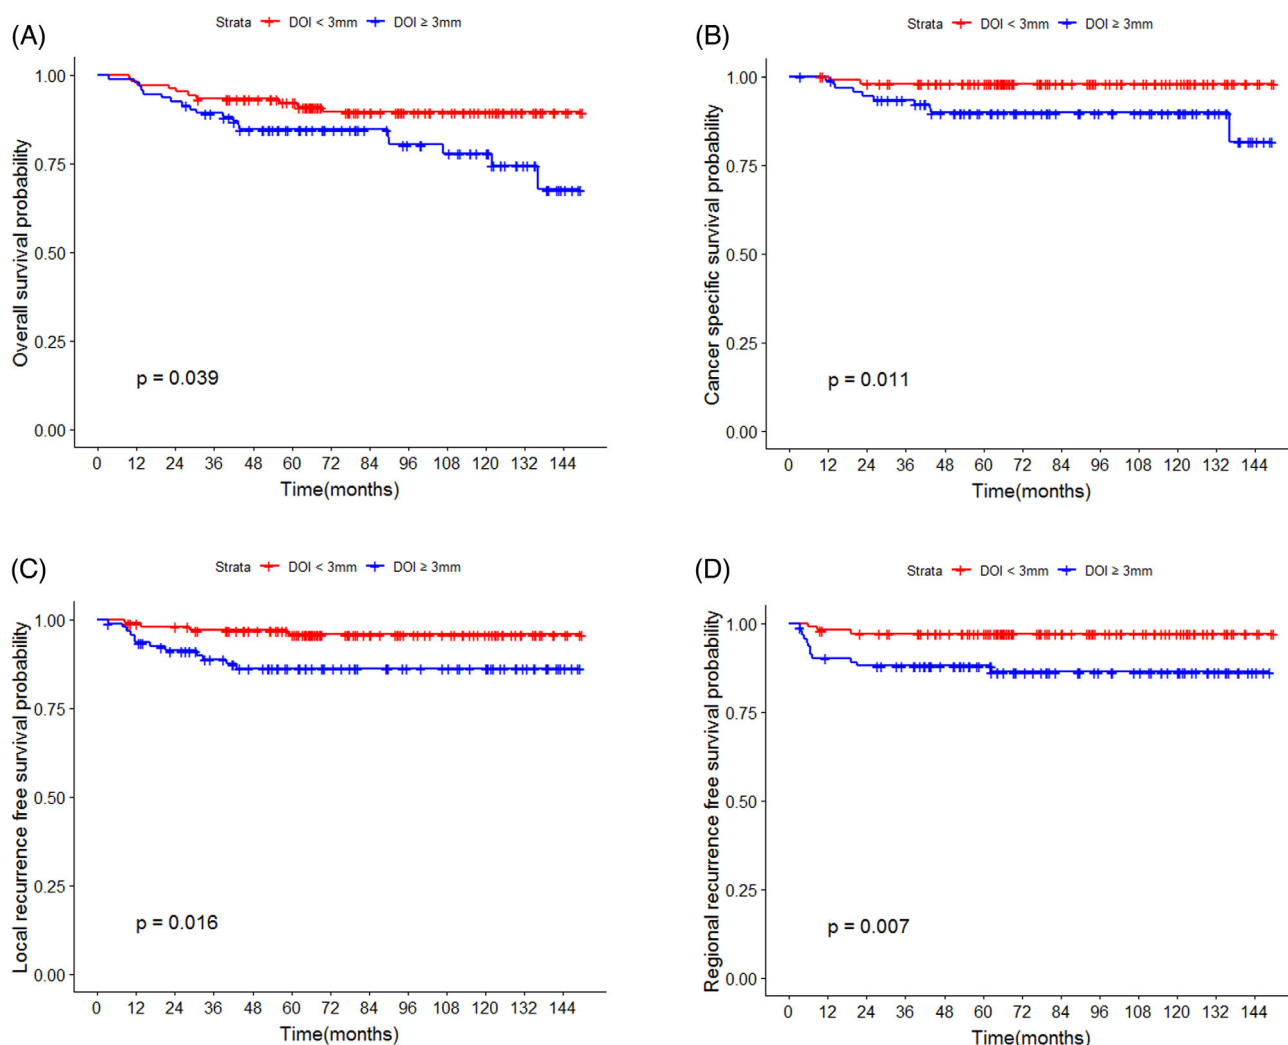 (A)
Strata DOI < 3mm DOI ≥ 3mm
Overall survival probability
1.00
0.75
0.50
0.25
0.00
p = 0.039
0 12 24 36 48 60 72 84 96 108 120 132 144
Time(months)
(B)
Strata DOI < 3mm DOI ≥ 3mm
Cancer specific survival probability
1.00
0.75
0.50
0.25
0.00
p = 0.011
0 12 24 36 48 60 72 84 96 108 120 132 144
Time(months)
(C)
Strata DOI < 3mm DOI ≥ 3mm
Local recurrence free survival probability
1.00
0.75
0.50
0.25
0.00
p = 0.016
0 12 24 36 48 60 72 84 96 108 120 132 144
Time(months)
(D)
Strata DOI < 3mm DOI ≥ 3mm
Regional recurrence free survival probability
1.00
0.75
0.50
0.25
0.00
p = 0.007
0 12 24 36 48 60 72 84 96 108 120 132 144
Time(months)